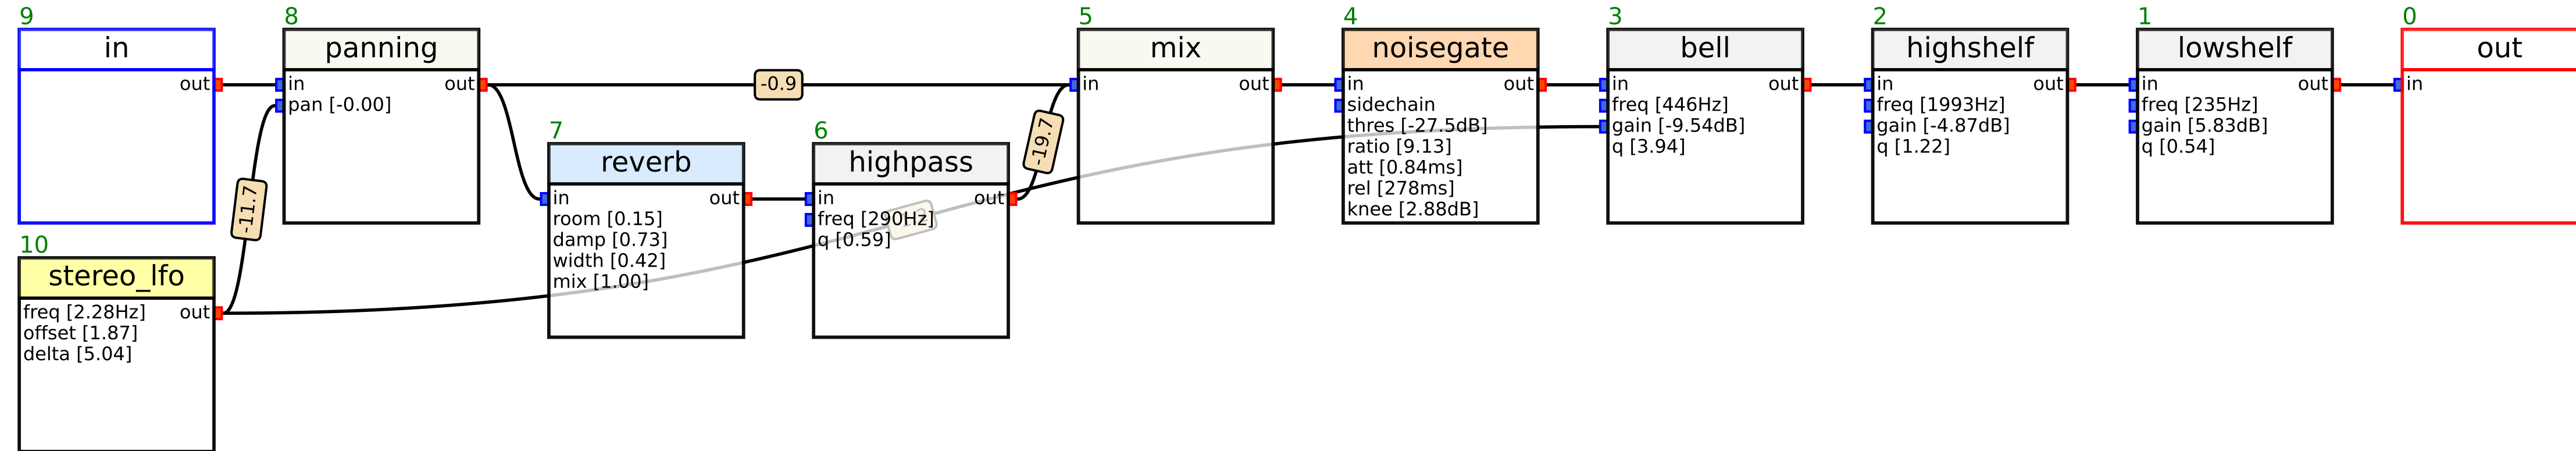 9
in
out
8
panning
in
out
pan [-0.00]
-0.9
-11.7
10
stereo_lfo
freq [2.28Hz]
out
offset [1.87]
delta [5.04]
7
reverb
in
out
room [0.15]
damp [0.73]
width [0.42]
mix [1.00]
6
highpass
in
out
freq [290Hz]
q [0.59]
-19.7
5
mix
in
out
4
noisegate
in
out
sidechain
thres [-27.5dB]
ratio [9.13]
att [0.84ms]
rel [278ms]
knee [2.88dB]
3
bell
in
out
freq [446Hz]
gain [-9.54dB]
q [3.94]
2
highshelf
in
out
freq [1993Hz]
gain [-4.87dB]
q [1.22]
1
lowshelf
in
out
freq [235Hz]
gain [5.83dB]
q [0.54]
0
out
in